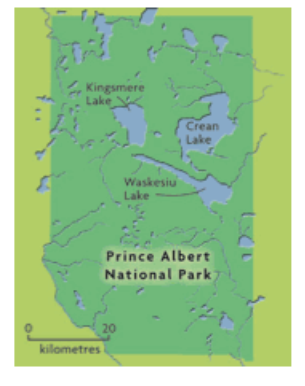 Kingsmere
Lake
Crean
Lake
Waskesiu
Lake
Prince Albert
National Park
0 20
kilometres